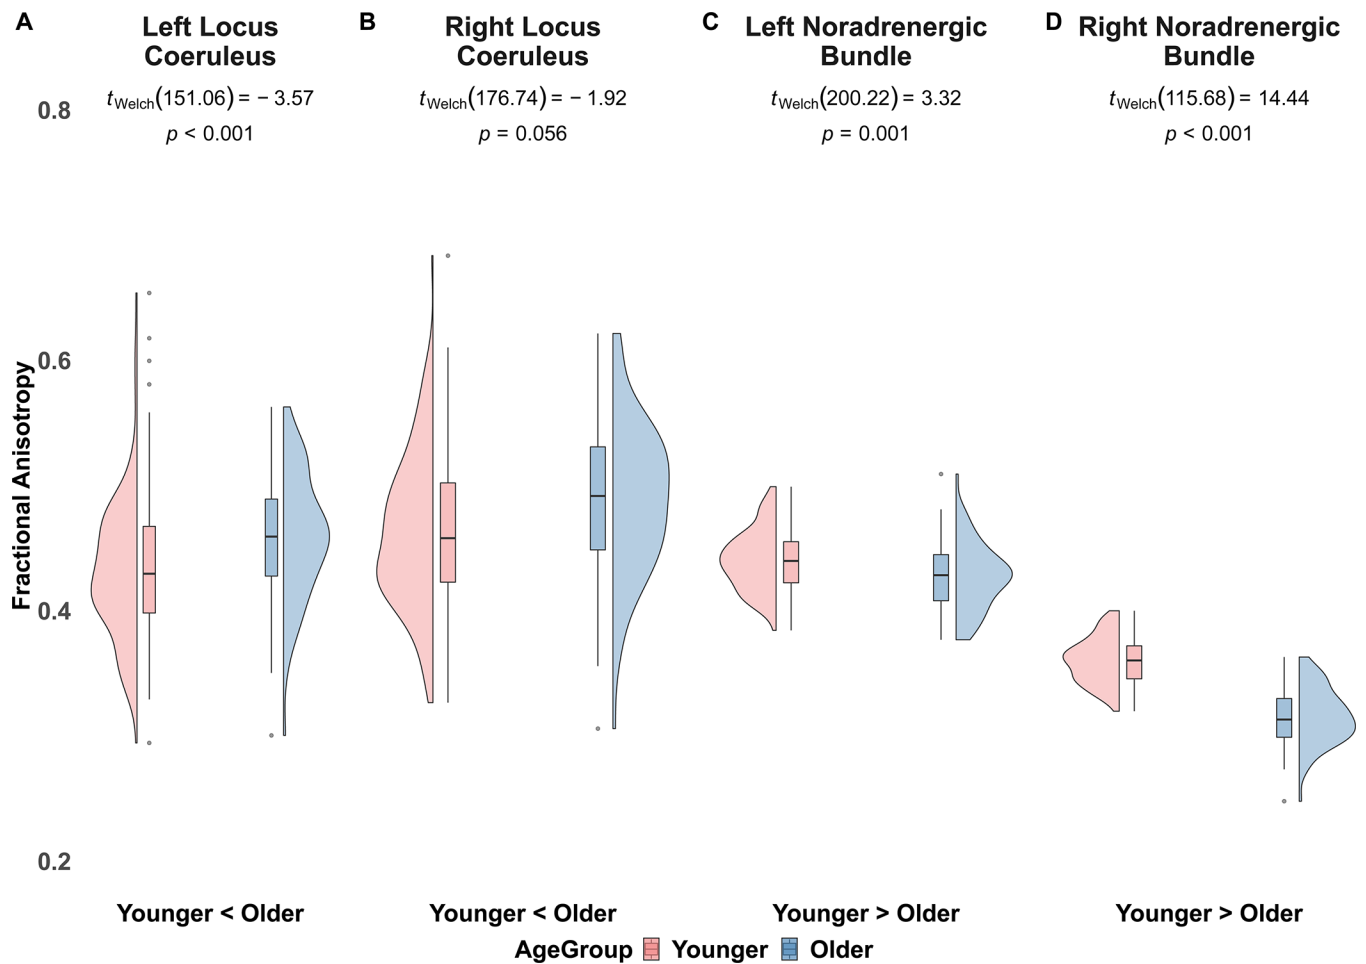 A
Left Locus
Coeruleus
tWelch(151.06) = − 3.57
p < 0.001
B
Right Locus
Coeruleus
tWelch(176.74) = − 1.92
p = 0.056
C
Left Noradrenergic
Bundle
tWelch(200.22) = 3.32
p = 0.001
D
Right Noradrenergic
Bundle
tWelch(115.68) = 14.44
p < 0.001
Fractional Anisotropy
0.8
0.6
0.4
0.2
Younger < Older
Younger < Older
Younger > Older
Younger > Older
AgeGroup Younger Older